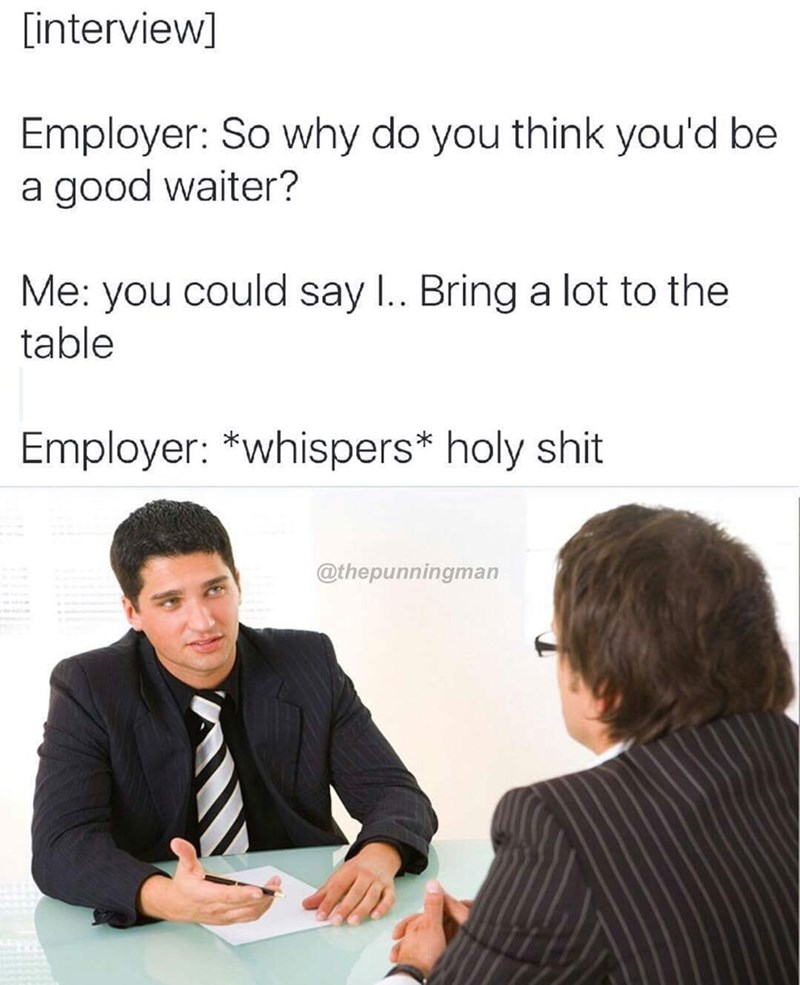 [interview]
Employer: So why do you think you'd be
a good waiter?
Me: you could say I.. Bring a lot to the
table
Employer: *whispers* holy shit
@thepunningman